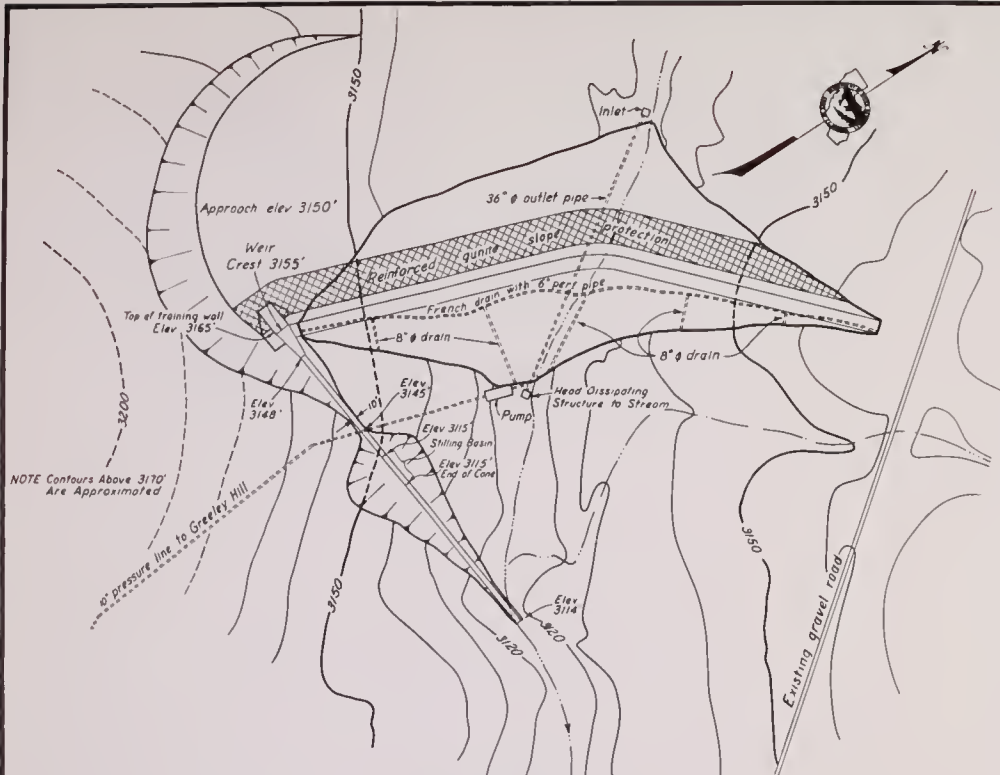 3150
Inlet
3150
36" φ outlet pipe
Approach elev 3150'
Weir
Crest 3155'
Reinforced gunite slope protection
French drain with 6" perf pipe
Top of training wall
Elev 3165'
8" φ drain
8" φ drain
Elev
3148'
10'
Elev
3145'
Pump
Head Dissipating
Structure to Stream
3200
Elev 3115'
Stilling Basin
Elev 3115'
End of Cone
NOTE Contours Above 3170'
Are Approximated
10" pressure line to Greeley Hill
3150
3150
Existing gravel road
Elev
3114
3120
3120